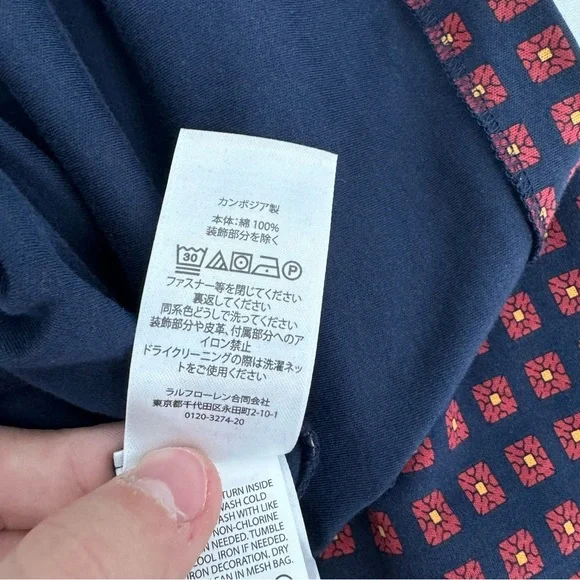 カンボジア製
本体:綿 100%
装飾部分を除く
30 P
ファスナー等を閉じてください
裏返してください
同系色どうしで洗ってください
装飾部分や皮革、付属部分へのア
イロン禁止
ドライクリーニングの際は洗濯ネッ
トをご使用ください
ラルフローレン合同会社
東京都千代田区永田町2-10-1
0120-3274-20
TURN INSIDE
WASH COLD
WASH WITH LIKE
NON-CHLORINE
NEEDED. TUMBLE
COOL IRON IF NEEDED.
IRON DECORATION. DRY
CLEAN IN MESH BAG.